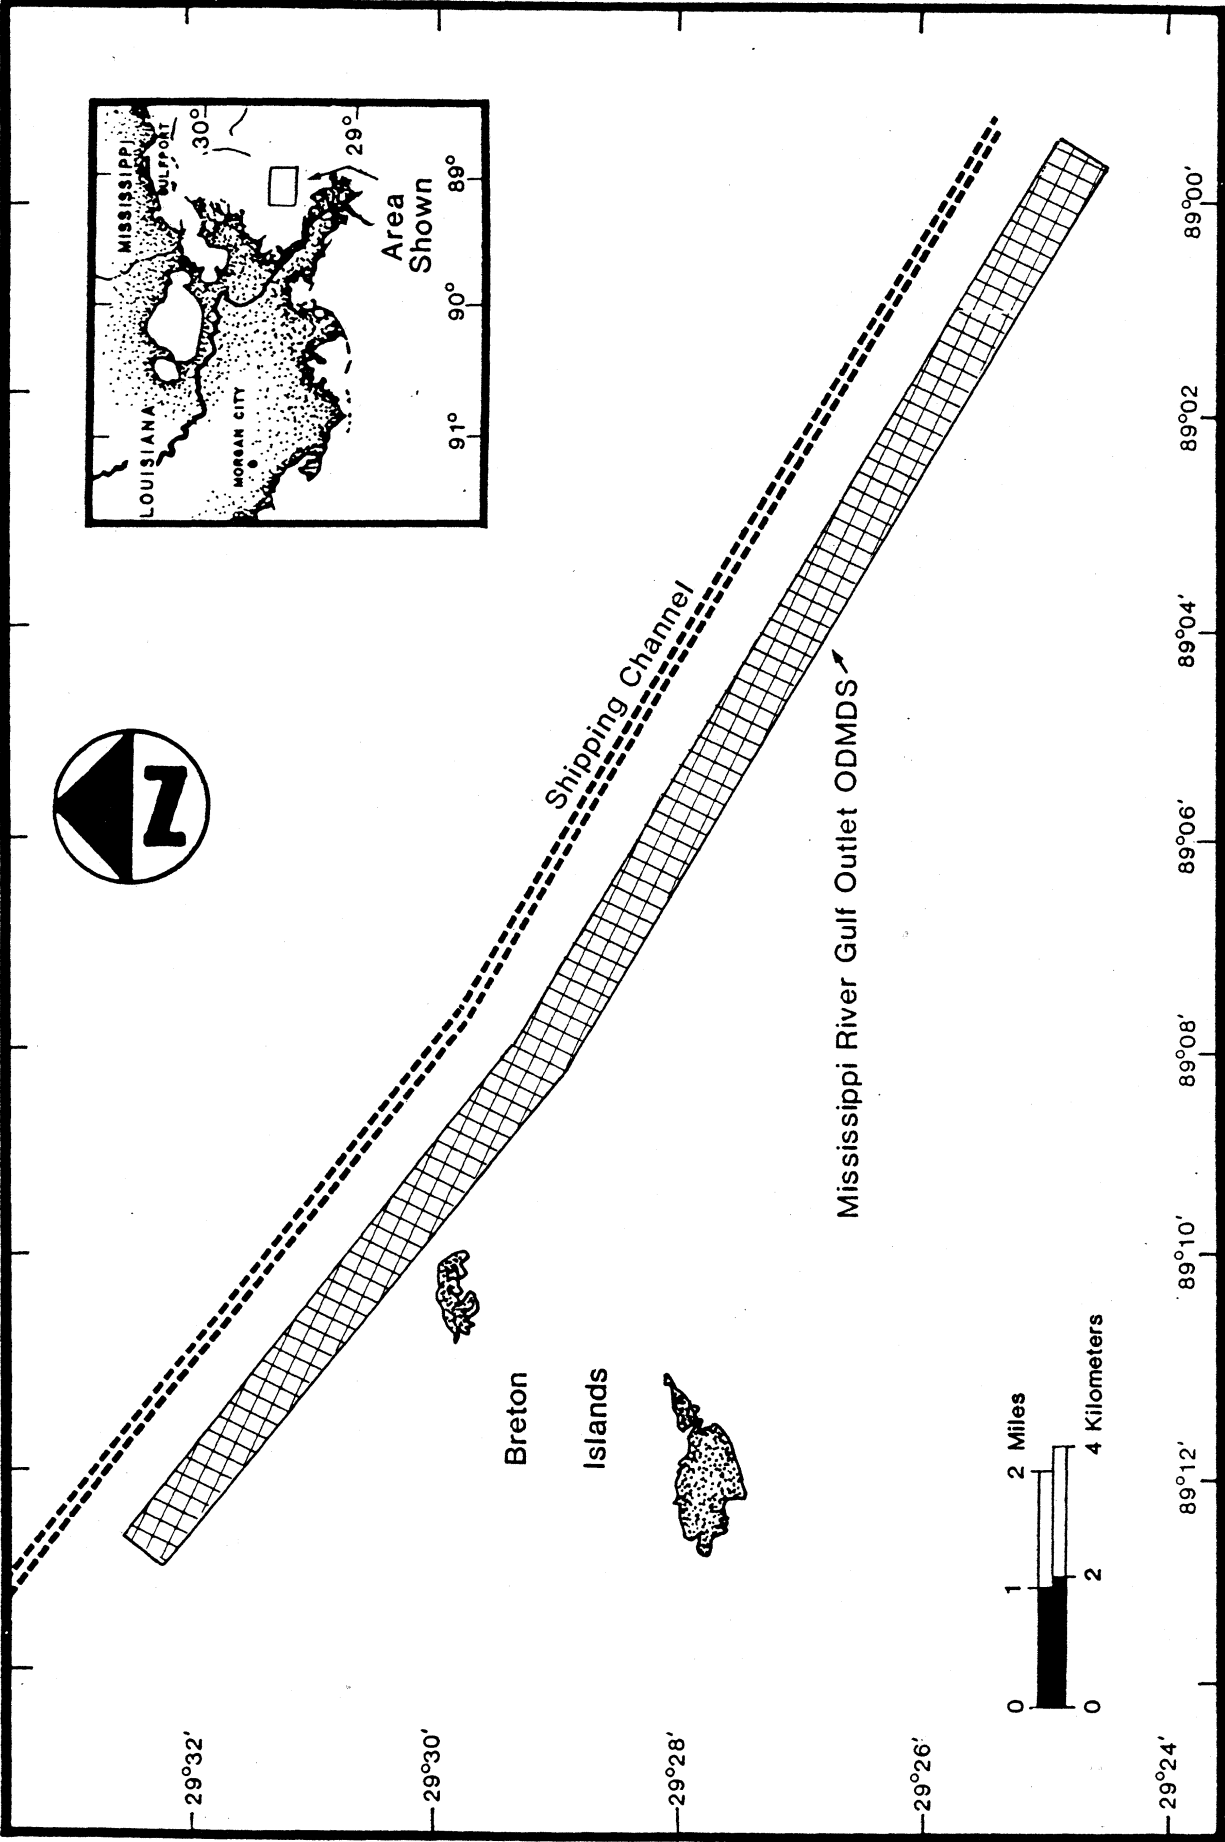 LOUISIANA
MISSISSIPPI
GULFPORT
MORGAN CITY
30°
29°
91°
90°
89°
Area
Shown
N
Shipping Channel
Mississippi River Gulf Outlet ODMDS
Breton
Islands
0 1 2 Miles
0 2 4 Kilometers
29°32'
29°30'
29°28'
29°26'
29°24'
89°12'
89°10'
89°08'
89°06'
89°04'
89°02
89°00'